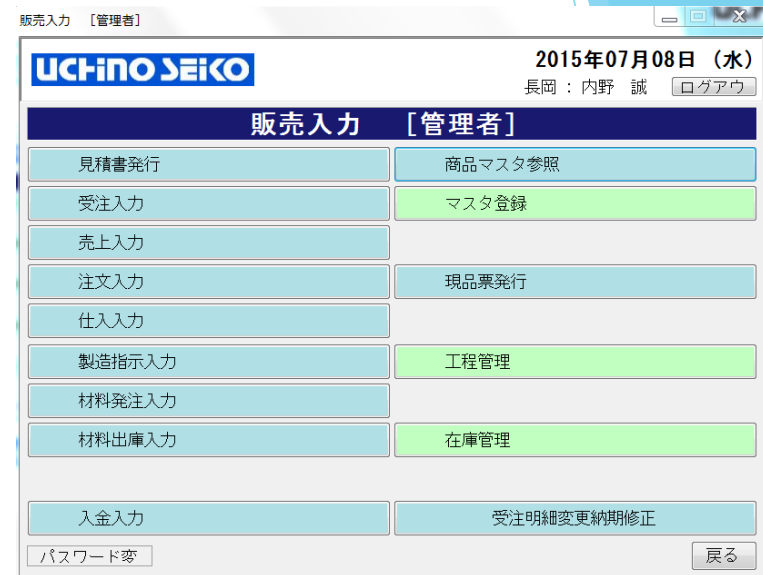 販売入力 [管理者]
UCHINO SEIKO
2015年07月08日 (水)
長岡 : 内野 誠 ログアウ
販売入力 [管理者]
見積書発行 商品マスタ参照
受注入力 マスタ登録
売上入力
注文入力 現品票発行
仕入入力
製造指示入力 工程管理
材料発注入力
材料出庫入力 在庫管理
入金入力 受注明細変更納期修正
パスワード変 戻る